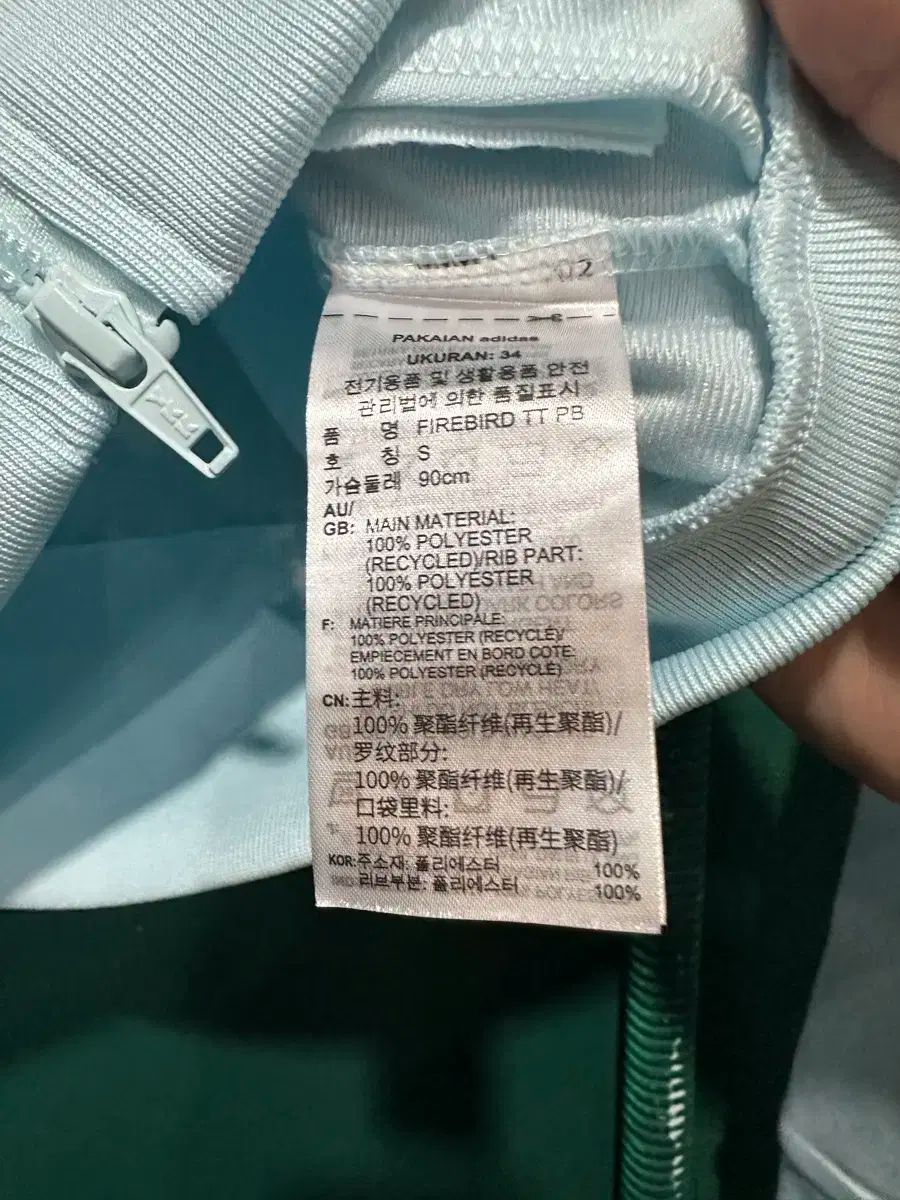 02
PAKAIAN adidas
UKURAN: 34
전기용품 및 생활용품 안전
관리법에 의한 품질표시
품 명 FIREBIRD TT PB
호 칭 S
가슴둘레 90cm
AU/
GB: MAIN MATERIAL:
100% POLYESTER
(RECYCLED)/RIB PART:
100% POLYESTER
(RECYCLED)
F: MATIERE PRINCIPALE:
100% POLYESTER (RECYCLE)/
EMPIECEMENT EN BORD COTE:
100% POLYESTER (RECYCLE)
CN: 主料:
100% 聚酯纤维(再生聚酯)/
罗纹部分:
100% 聚酯纤维(再生聚酯)/
口袋里料:
100% 聚酯纤维(再生聚酯)
KOR: 주소재: 폴리에스터 100%
리브부분: 폴리에스터 100%
YKK